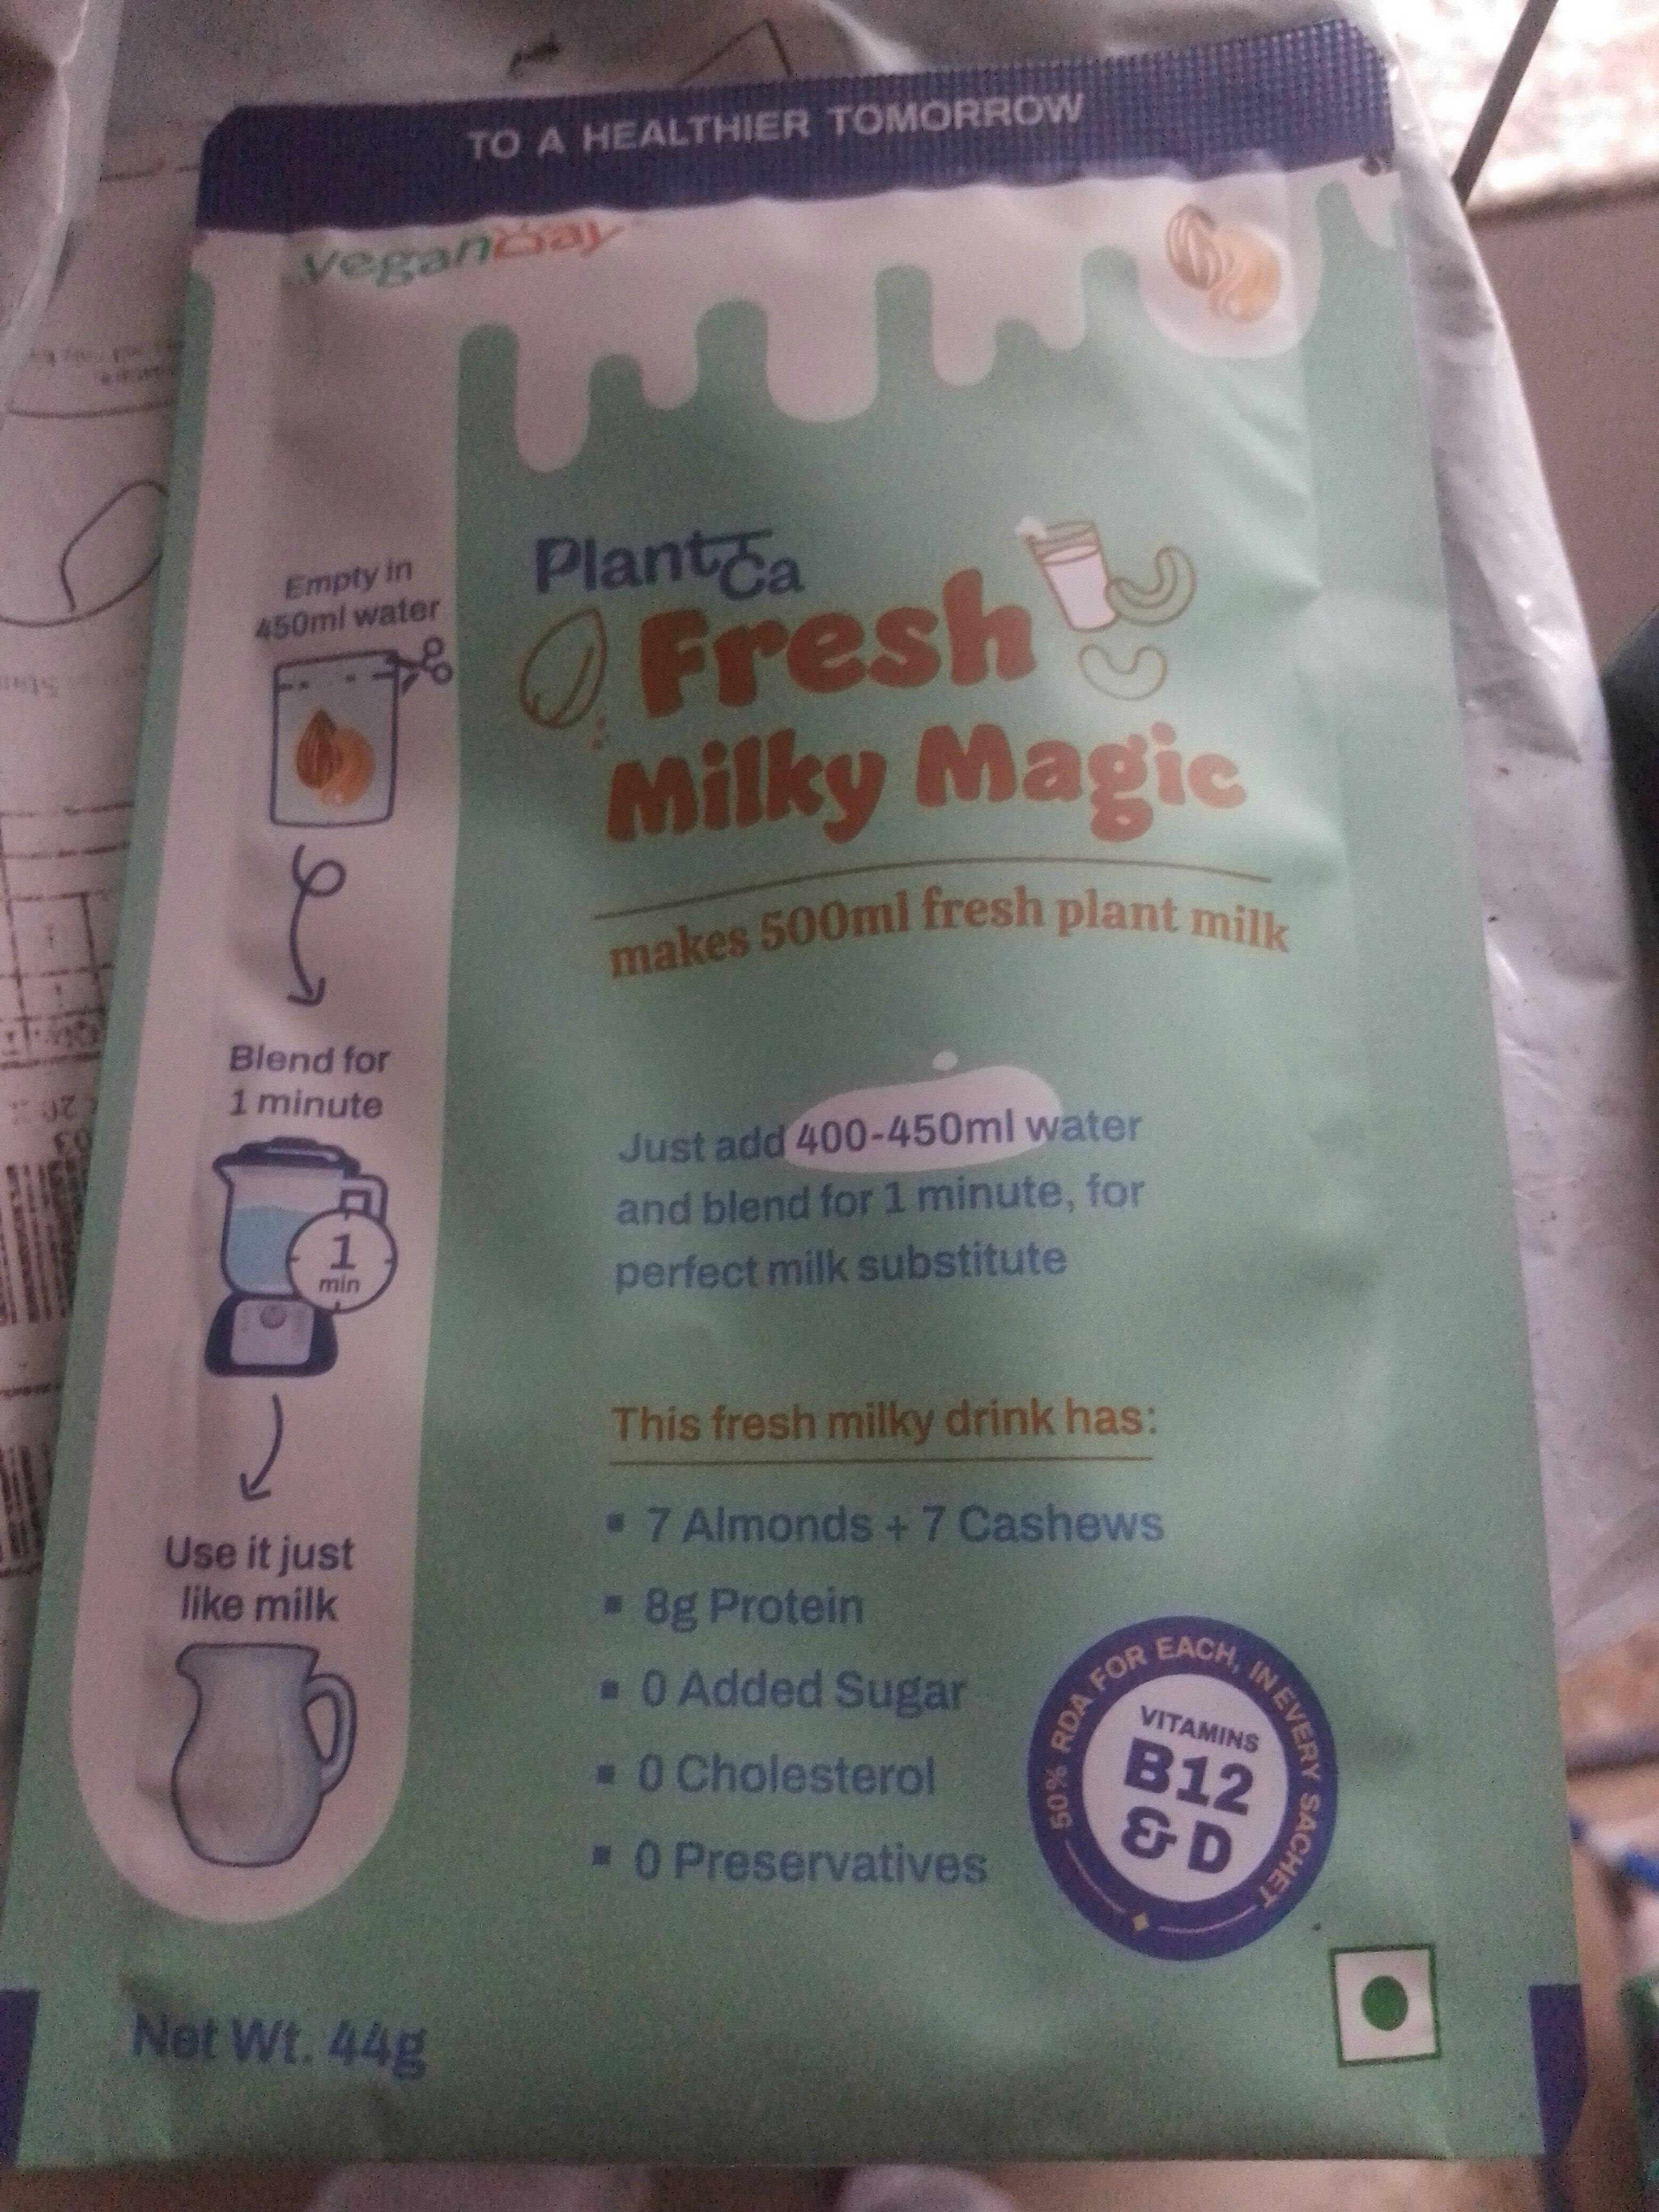 TO A HEALTHIER TOMORROW
veganday
Empty in
450ml water
Blend for
1 minute
1
min
Use it just
like milk
PlantCa
Fresh
Milky Magic
makes 500ml fresh plant milk
Just add 400-450ml water
and blend for 1 minute, for
perfect milk substitute
This fresh milky drink has:
▪ 7 Almonds + 7 Cashews
▪ 8g Protein
▪ 0 Added Sugar
▪ 0 Cholesterol
▪ 0 Preservatives
50% RDA FOR EACH, IN EVERY SACHET
VITAMINS
B12
& D
Net Wt. 44g